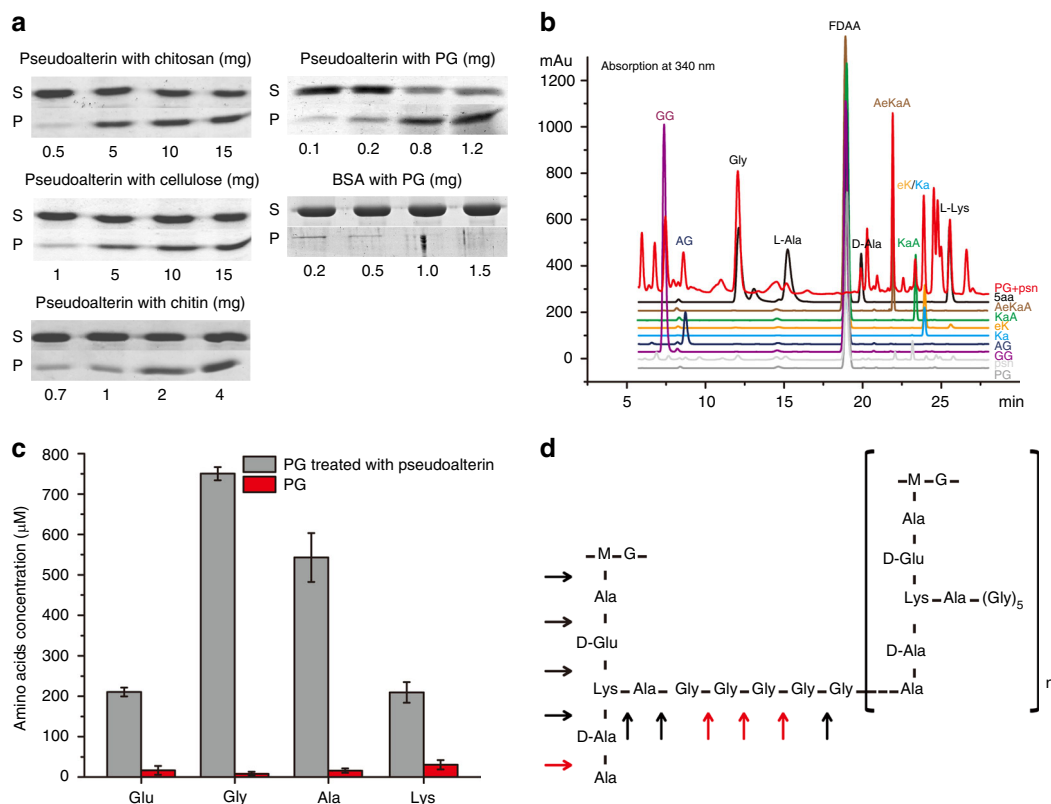 a
Pseudoalterin with chitosan (mg)
S
P
0.5 5 10 15
Pseudoalterin with PG (mg)
S
P
0.1 0.2 0.8 1.2
Pseudoalterin with cellulose (mg)
S
P
1 5 10 15
BSA with PG (mg)
S
P
0.2 0.5 1.0 1.5
Pseudoalterin with chitin (mg)
S
P
0.7 1 2 4
b
mAu
Absorption at 340 nm
FDAA
1200
1000
800
600
400
200
0
GG
AG
Gly
L-Ala
D-Ala
AeKaA
eK/Ka
KaA
L-Lys
PG+psn
5aa
AeKaA
KaA
eK
Ka
AG
GG
psn
PG
5 10 15 20 25 min
c
Amino acids concentration (μM)
800
750
700
600
500
400
300
200
100
0
PG treated with pseudoalterin
PG
Glu Gly Ala Lys
d
M G
Ala
D-Glu
Lys Ala Gly Gly Gly Gly Gly Ala
D-Ala
Ala
M G
Ala
D-Glu
Lys Ala (Gly)5
D-Ala
n